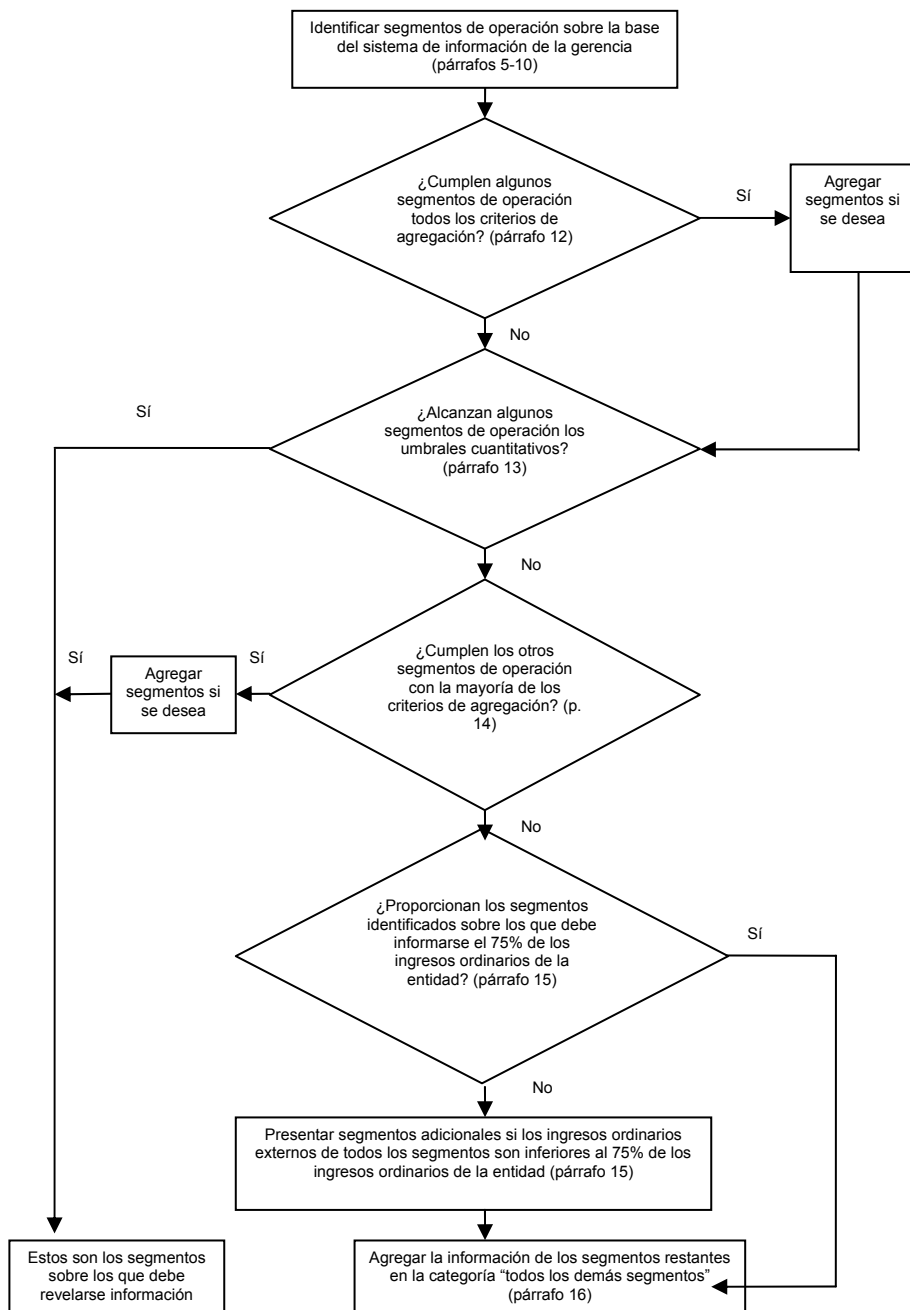 Identificar segmentos de operación sobre la base
del sistema de información de la gerencia
(párrafos 5-10)
¿Cumplen algunos
segmentos de operación
todos los criterios de
agregación? (párrafo 12)
Sí
Agregar
segmentos si
se desea
No
Sí
¿Alcanzan algunos
segmentos de operación los
umbrales cuantitativos?
(párrafo 13)
No
¿Cumplen los otros
segmentos de operación
con la mayoría de los
criterios de agregación? (p.
14)
Sí
Agregar
segmentos si
se desea
Sí
No
¿Proporcionan los segmentos
identificados sobre los que debe
informarse el 75% de los
ingresos ordinarios de la
entidad? (párrafo 15)
Sí
No
Presentar segmentos adicionales si los ingresos ordinarios
externos de todos los segmentos son inferiores al 75% de los
ingresos ordinarios de la entidad (párrafo 15)
Estos son los segmentos
sobre los que debe
revelarse información
Agregar la información de los segmentos restantes
en la categoría “todos los demás segmentos”
(párrafo 16)